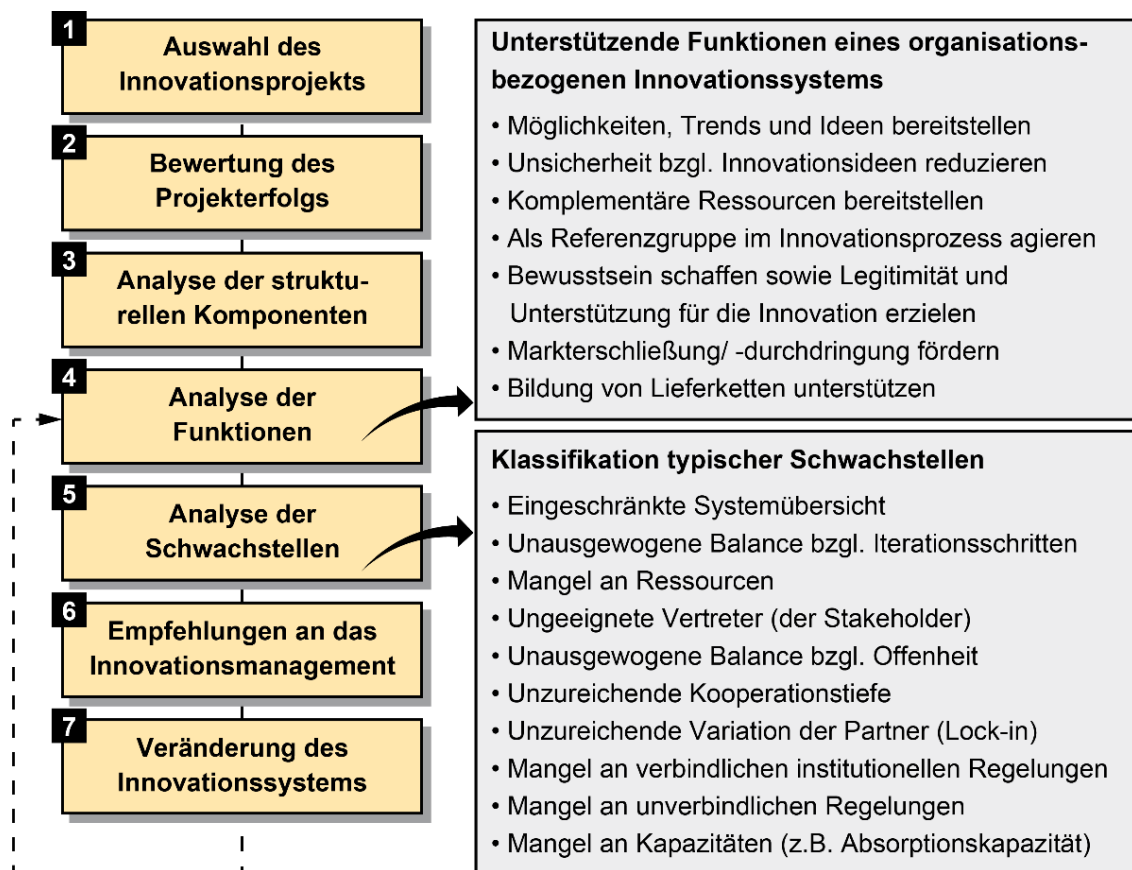 1
Auswahl des
Innovationsprojekts
2
Bewertung des
Projekterfolgs
3
Analyse der struktu-
rellen Komponenten
4
Analyse der
Funktionen
5
Analyse der
Schwachstellen
6
Empfehlungen an das
Innovationsmanagement
7
Veränderung des
Innovationssystems
Unterstützende Funktionen eines organisations-
bezogenen Innovationssystems
• Möglichkeiten, Trends und Ideen bereitstellen
• Unsicherheit bzgl. Innovationsideen reduzieren
• Komplementäre Ressourcen bereitstellen
• Als Referenzgruppe im Innovationsprozess agieren
• Bewusstsein schaffen sowie Legitimität und
Unterstützung für die Innovation erzielen
• Markterschließung/ -durchdringung fördern
• Bildung von Lieferketten unterstützen
Klassifikation typischer Schwachstellen
• Eingeschränkte Systemübersicht
• Unausgewogene Balance bzgl. Iterationsschritten
• Mangel an Ressourcen
• Ungeeignete Vertreter (der Stakeholder)
• Unausgewogene Balance bzgl. Offenheit
• Unzureichende Kooperationstiefe
• Unzureichende Variation der Partner (Lock-in)
• Mangel an verbindlichen institutionellen Regelungen
• Mangel an unverbindlichen Regelungen
• Mangel an Kapazitäten (z.B. Absorptionskapazität)